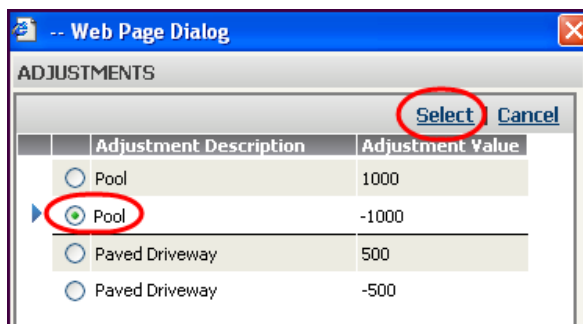 -- Web Page Dialog
ADJUSTMENTS
Select | Cancel
Adjustment Description Adjustment Value
Pool 1000
Pool -1000
Paved Driveway 500
Paved Driveway -500